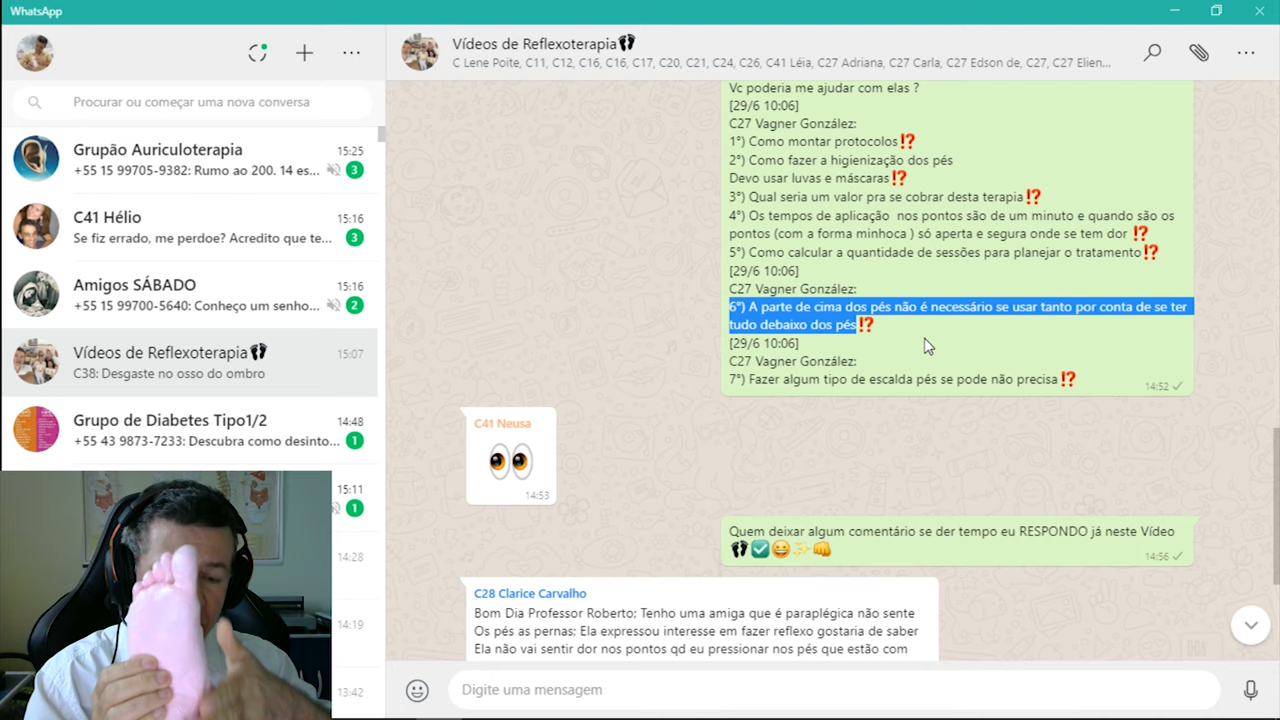 WhatsApp
Procurar ou começar uma nova conversa
Grupão Auriculoterapia
15:25
+55 15 99705-9382: Rumo ao 200. 14 es...
3
C41 Hélio
15:16
Se fiz errado, me perdoe? Acredito que te...
3
Amigos SÁBADO
15:16
+55 15 99700-5640: Conheço um senho...
2
Vídeos de Reflexoterapia👣
15:07
C38: Desgaste no osso do ombro
Grupo de Diabetes Tipo1/2
14:48
+55 43 9873-7233: Descubra como desinto...
1
15:11
1
14:28
14:19
13:42
Vídeos de Reflexoterapia👣
C Lene Poite, C11, C12, C16, C16, C17, C20, C21, C24, C26, C41 Léia, C27 Adriana, C27 Carla, C27 Edson de, C27, C27 Elien...
Vc poderia me ajudar com elas ?
[29/6 10:06]
C27 Vagner González:
1°) Como montar protocolos⁉️
2°) Como fazer a higienização dos pés
Devo usar luvas e máscaras⁉️
3°) Qual seria um valor pra se cobrar desta terapia⁉️
4°) Os tempos de aplicação nos pontos são de um minuto e quando são os
pontos (com a forma minhoca ) só aperta e segura onde se tem dor ⁉️
5°) Como calcular a quantidade de sessões para planejar o tratamento⁉️
[29/6 10:06]
C27 Vagner González:
6°) A parte de cima dos pés não é necessário se usar tanto por conta de se ter
tudo debaixo dos pés⁉️
[29/6 10:06]
C27 Vagner González:
7°) Fazer algum tipo de escalda pés se pode não precisa⁉️
14:52
C41 Neusa
👀
14:53
Quem deixar algum comentário se der tempo eu RESPONDO já neste Vídeo
👣☑️😀✨👊
14:56
C28 Clarice Carvalho
Bom Dia Professor Roberto; Tenho uma amiga que é paraplégica não sente
Os pés as pernas; Ela expressou interesse em fazer reflexo gostaria de saber
Ela não vai sentir dor nos pontos qd eu pressionar nos pés que estão com
Digite uma mensagem